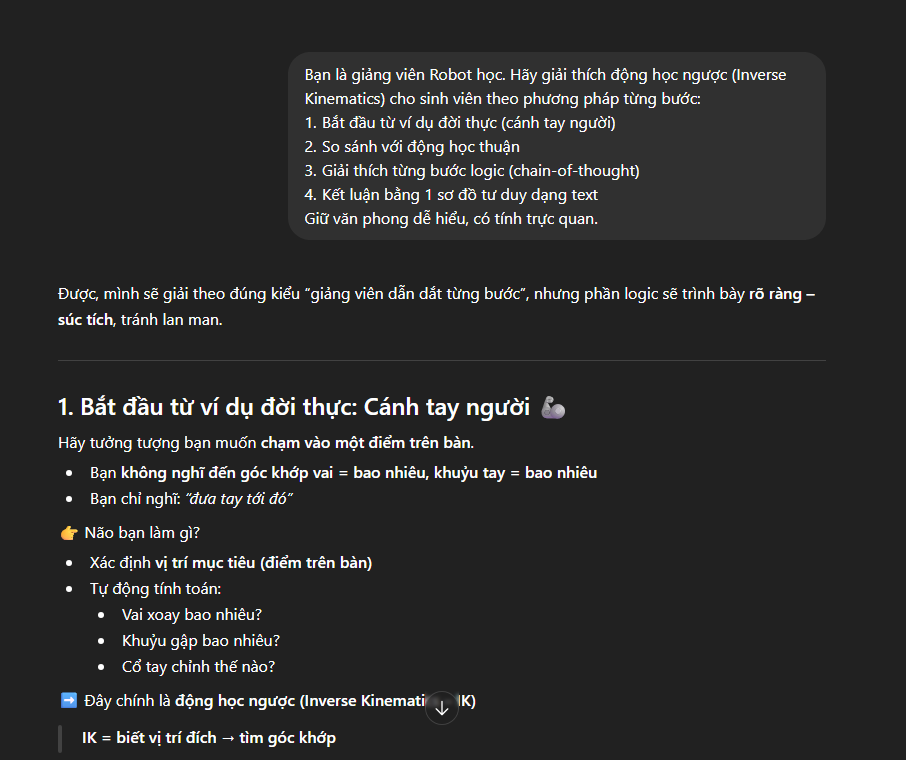 Bạn là giảng viên Robot học. Hãy giải thích động học ngược (Inverse
Kinematics) cho sinh viên theo phương pháp từng bước:
1. Bắt đầu từ ví dụ đời thực (cánh tay người)
2. So sánh với động học thuận
3. Giải thích từng bước logic (chain-of-thought)
4. Kết luận bằng 1 sơ đồ tư duy dạng text
Giữ văn phong dễ hiểu, có tính trực quan.
Được, mình sẽ giải theo đúng kiểu “giảng viên dẫn dắt từng bước”, nhưng phần logic sẽ trình bày rõ ràng –
súc tích, tránh lan man.
1. Bắt đầu từ ví dụ đời thực: Cánh tay người 🦾
Hãy tưởng tượng bạn muốn chạm vào một điểm trên bàn.
• Bạn không nghĩ đến góc khớp vai = bao nhiêu, khuỷu tay = bao nhiêu
• Bạn chỉ nghĩ: “đưa tay tới đó”
👉 Não bạn làm gì?
• Xác định vị trí mục tiêu (điểm trên bàn)
• Tự động tính toán:
• Vai xoay bao nhiêu?
• Khuỷu gập bao nhiêu?
• Cổ tay chỉnh thế nào?
➡️ Đây chính là động học ngược (Inverse Kinemati IK)
IK = biết vị trí đích → tìm góc khớp